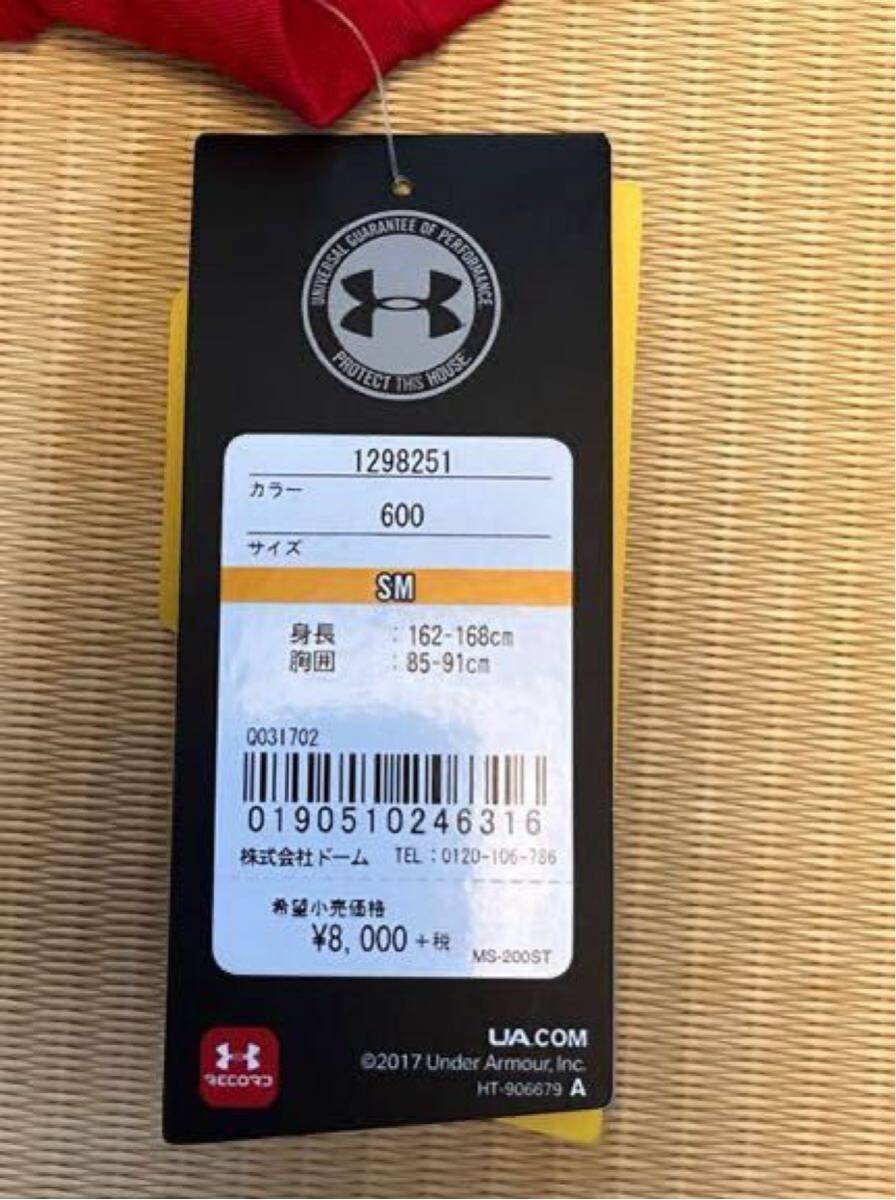 UNIVERSAL GUARANTEE OF PERFORMANCE
PROTECT THIS HOUSE
1298251
カラー
600
サイズ
SM
身長 : 162-168cm
胸囲 : 85-91cm
Q031702
0190510246316
株式会社ドーム TEL:0120-106-786
希望小売価格
¥8,000+税
MS-200ST
UA.COM
©2017 Under Armour, Inc.
HT-906679 A
RECORD